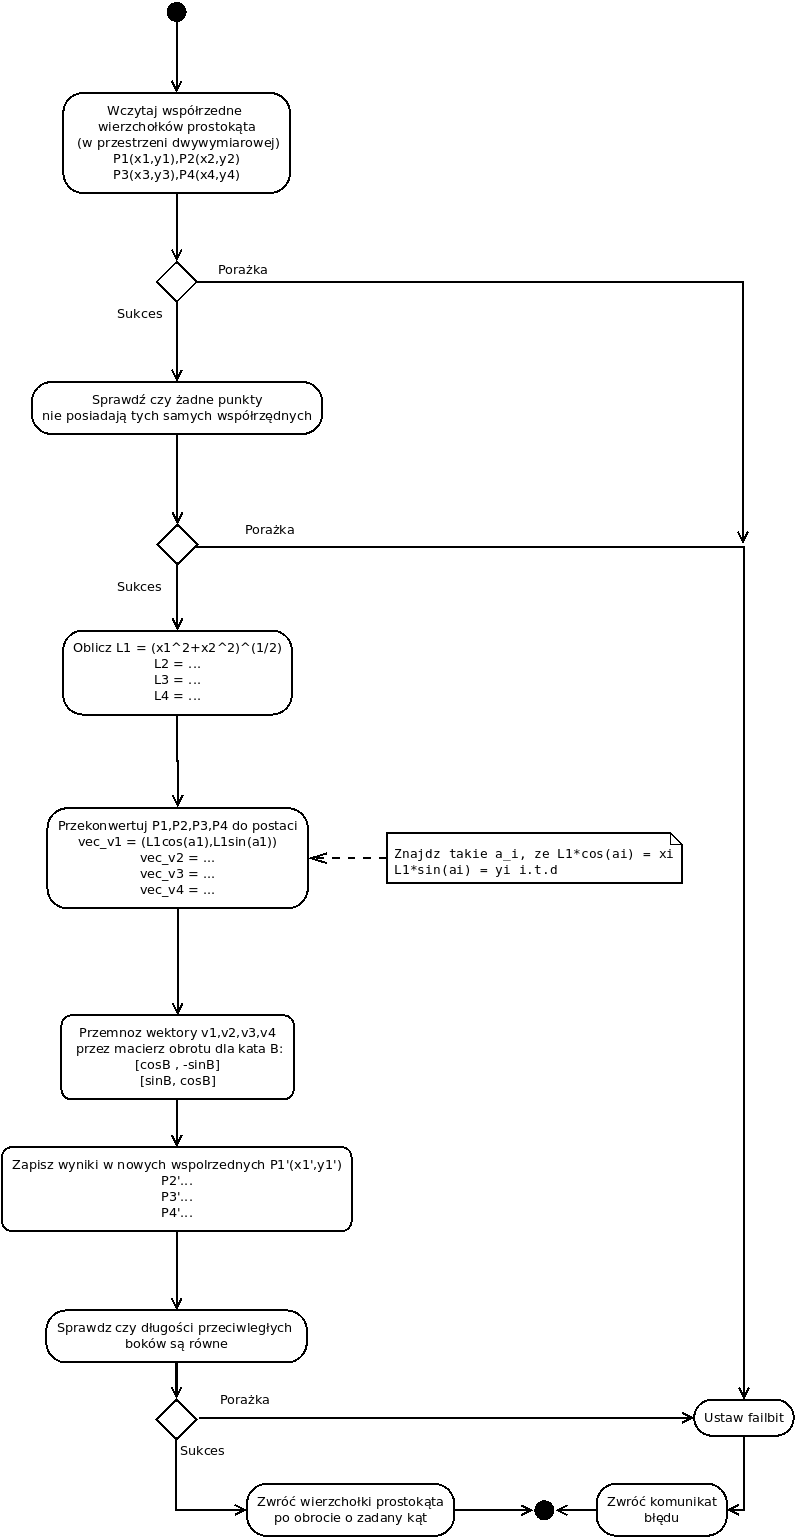 Wczytaj współrzedne
wierzchołków prostokąta
(w przestrzeni dwywymiarowej)
P1(x1,y1),P2(x2,y2)
P3(x3,y3),P4(x4,y4)
Porażka
Sukces
Sprawdź czy żadne punkty
nie posiadają tych samych współrzędnych
Porażka
Sukces
Oblicz L1 = (x1^2+x2^2)^(1/2)
L2 = ...
L3 = ...
L4 = ...
Przekonwertuj P1,P2,P3,P4 do postaci
vec_v1 = (L1cos(a1),L1sin(a1))
vec_v2 = ...
vec_v3 = ...
vec_v4 = ...
Znajdz takie a_i, ze L1*cos(ai) = xi
L1*sin(ai) = yi i.t.d
Przemnoz wektory v1,v2,v3,v4
przez macierz obrotu dla kata B:
[cosB , -sinB]
[sinB, cosB]
Zapisz wyniki w nowych wspolrzednych P1'(x1',y1')
P2'...
P3'...
P4'...
Sprawdz czy długości przeciwległych
boków są równe
Porażka
Ustaw failbit
Sukces
Zwróć wierzchołki prostokąta
po obrocie o zadany kąt
Zwróć komunikat
błędu